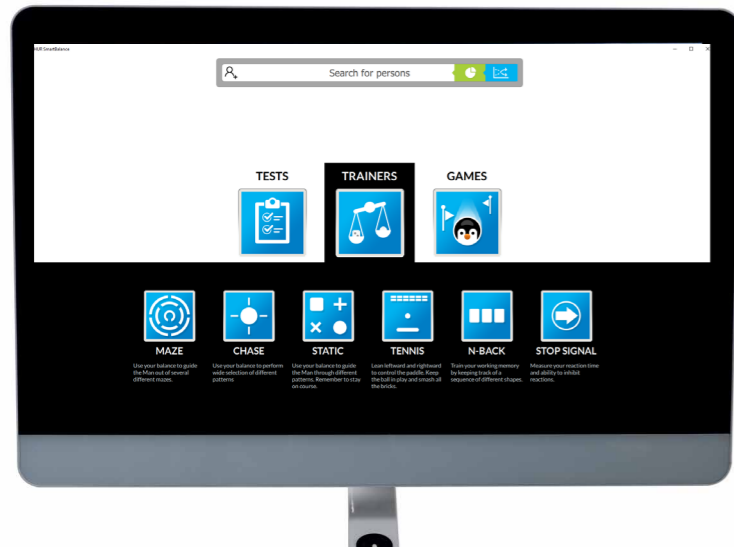 HUR SmartBalance
Search for persons
TESTS
TRAINERS
GAMES
MAZE
Use your balance to guide
the Man out of several
different mazes.
CHASE
Use your balance to perform
wide selection of different
patterns
STATIC
Use your balance to guide
the Man through different
patterns. Remember to stay
on course.
TENNIS
Lean leftward and rightward
to control the paddle. Keep
the ball in play and smash all
the bricks.
N-BACK
Train your working memory
by keeping track of a
sequence of different shapes.
STOP SIGNAL
Measure your reaction time
and ability to inhibit
reactions.